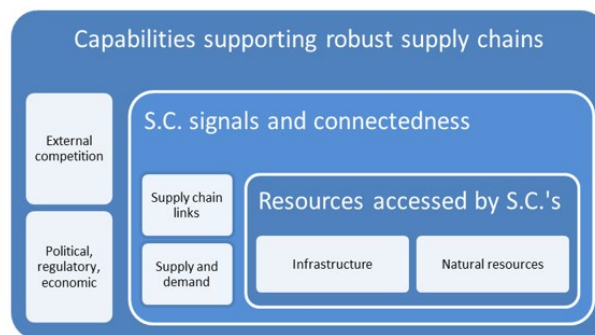 Capabilities supporting robust supply chains
External
competition
Political,
regulatory,
economic
S.C. signals and connectedness
Supply chain
links
Supply and
demand
Resources accessed by S.C.'s
Infrastructure
Natural resources